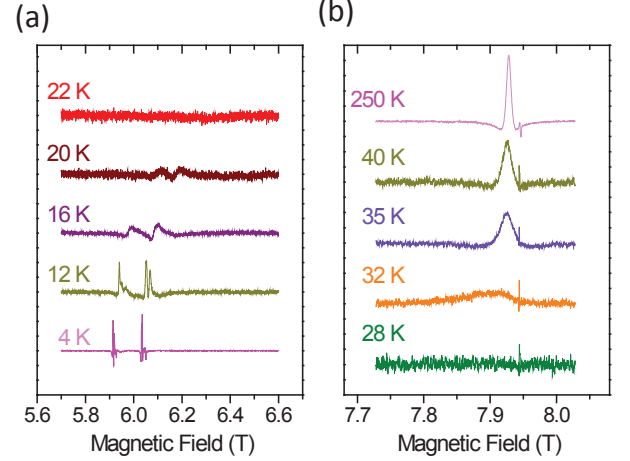 (a)
22 K
20 K
16 K
12 K
4 K
5.6 5.8 6.0 6.2 6.4 6.6
Magnetic Field (T)
(b)
250 K
40 K
35 K
32 K
28 K
7.7 7.8 7.9 8.0
Magnetic Field (T)